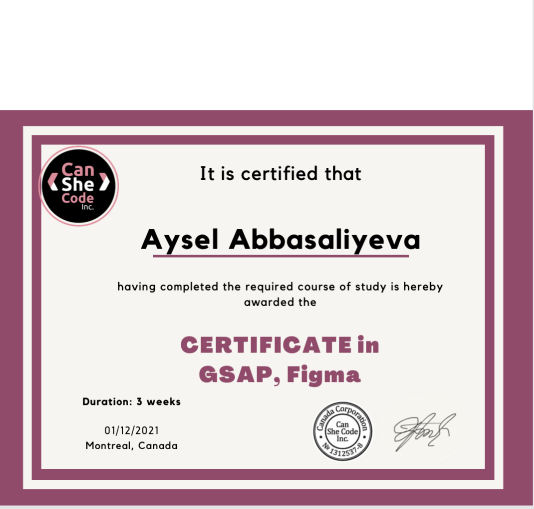 Can
She
Code
Inc.
It is certified that
Aysel Abbasaliyeva
having completed the required course of study is hereby
awarded the
CERTIFICATE in
GSAP, Figma
Duration: 3 weeks
01/12/2021
Montreal, Canada
Canada Corporation
Can
She Code
Inc.
№ 1312537-8